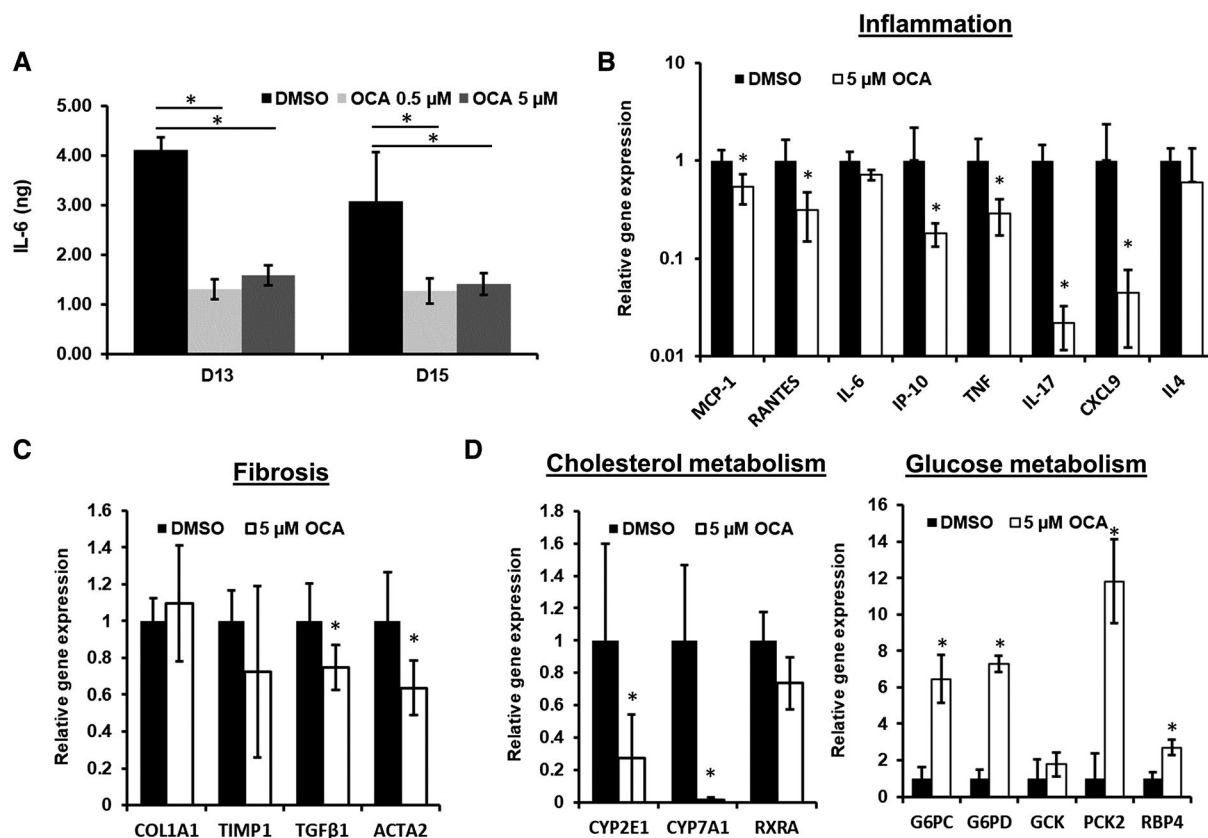 A
DMSO OCA 0.5 µM OCA 5 µM
* *
* *
IL-6 (ng)
5.00
4.00
3.00
2.00
1.00
0.00
D13 D15
Inflammation
B
DMSO 5 µM OCA
Relative gene expression
10
1
0.1
0.01
* * * * * *
MCP-1 RANTES IL-6 IP-10 TNF IL-17 CXCL9 IL4
C
Fibrosis
DMSO 5 µM OCA
Relative gene expression
1.6
1.4
1.2
1
0.8
0.6
0.4
0.2
0
* *
COL1A1 TIMP1 TGFβ1 ACTA2
D
Cholesterol metabolism
DMSO 5 µM OCA
Relative gene expression
1.8
1.6
1.4
1.2
1
0.8
0.6
0.4
0.2
0
* *
CYP2E1 CYP7A1 RXRA
Glucose metabolism
DMSO 5 µM OCA
Relative gene expression
16
14
12
10
8
6
4
2
0
* * * *
G6PC G6PD GCK PCK2 RBP4